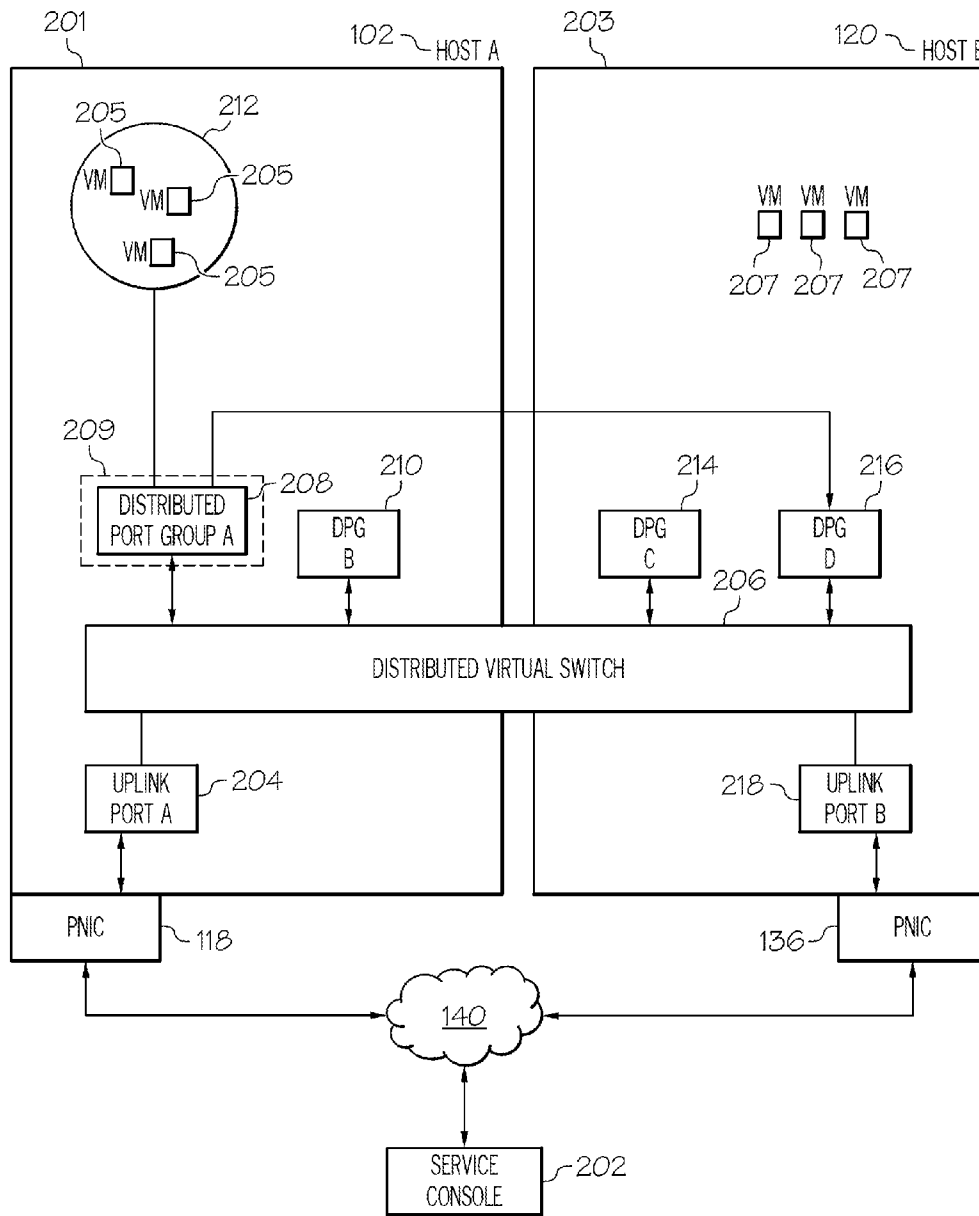 201
102
HOST A
203
120
HOST B
205
212
VM
205
VM
VM
205
VM VM VM
207 207 207
209
208
DISTRIBUTED
PORT GROUP A
210
DPG
B
214
DPG
C
216
DPG
D
206
DISTRIBUTED VIRTUAL SWITCH
UPLINK
PORT A
204
218
UPLINK
PORT B
PNIC
118
136
PNIC
140
SERVICE
CONSOLE
202